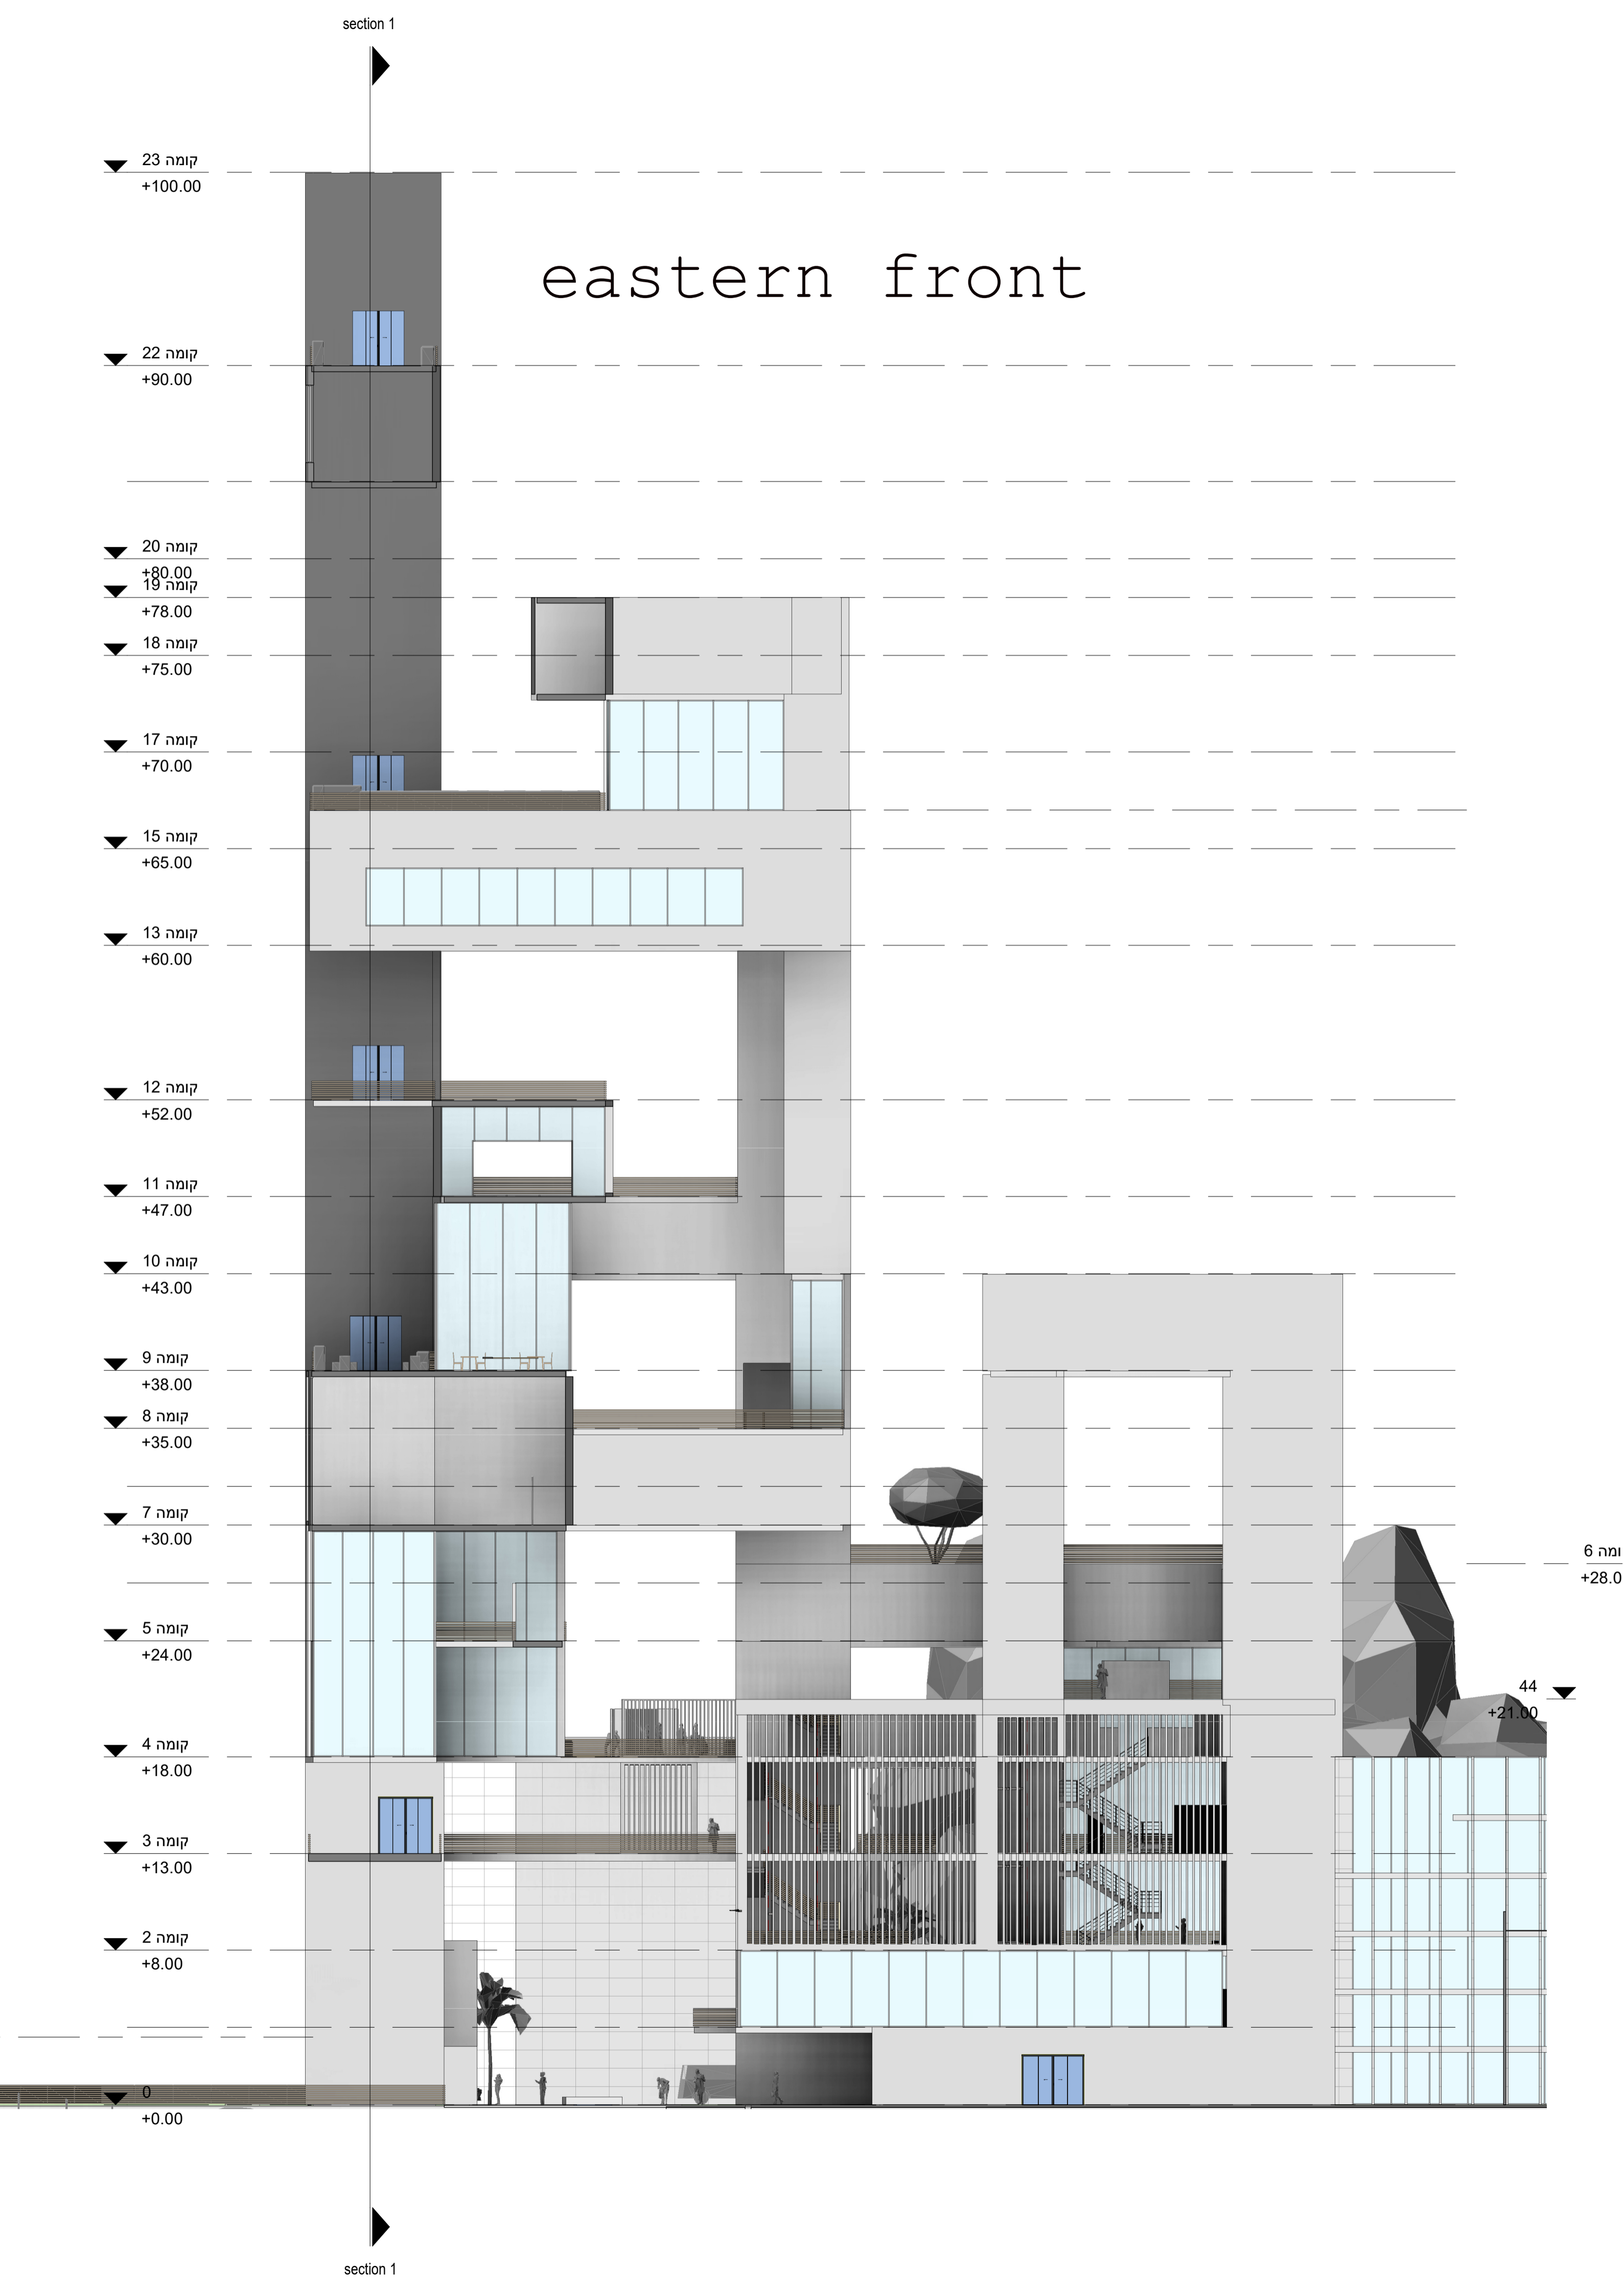 section 1
קומה 23
+100.00
eastern front
קומה 22
+90.00
קומה 20
+80.00
קומה 19
+78.00
קומה 18
+75.00
קומה 17
+70.00
קומה 15
+65.00
קומה 13
+60.00
קומה 12
+52.00
קומה 11
+47.00
קומה 10
+43.00
קומה 9
+38.00
קומה 8
+35.00
קומה 7
+30.00
ומה 6
+28.0
קומה 5
+24.00
44
+21.00
קומה 4
+18.00
קומה 3
+13.00
קומה 2
+8.00
0
+0.00
section 1